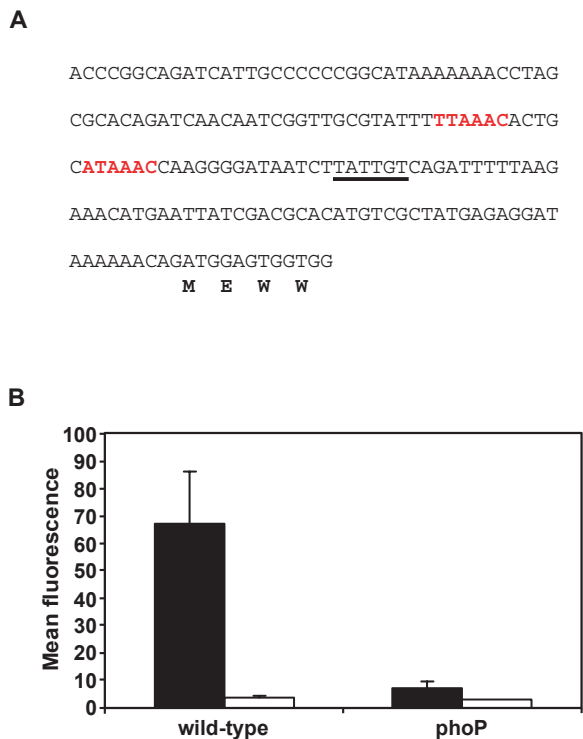 A
ACCCGGCAGATCATTGCCCCCCGGCATAAAAAAACCTAG
CGCACAGATCAACAATCGGTTGCGTATTTTTAAACACTG
CATAAACCAAGGGGATAATCTTATTGTCAGATTTTTAAG
AAACATGAATTATCGACGCACATGTCGCTATGAGAGGAT
AAAAAACAGATGGAGTGGTGG
M E W W
B
100
90
80
70
60
50
40
30
20
10
0
Mean fluorescence
wild-type phoP